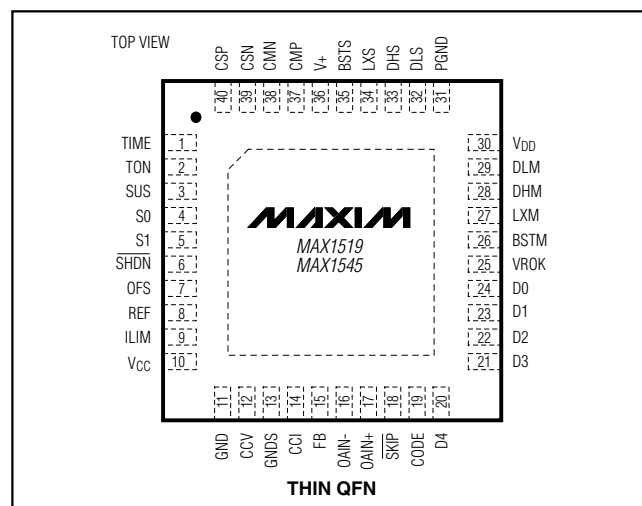 TOP VIEW
CSP CSN CMN CMP V+ BSTS LXS DHS DLS PGND
40 39 38 37 36 35 34 33 32 31
TIME 1
TON 2
SUS 3
S0 4
S1 5
SHDN 6
OFS 7
REF 8
ILIM 9
VCC 10
MAXIM
MAX1519
MAX1545
30 VDD
29 DLM
28 DHM
27 LXM
26 BSTM
25 VROK
24 D0
23 D1
22 D2
21 D3
11 12 13 14 15 16 17 18 19 20
GND CCV GNDS CCI FB OAIN- OAIN+ SKIP CODE D4
THIN QFN